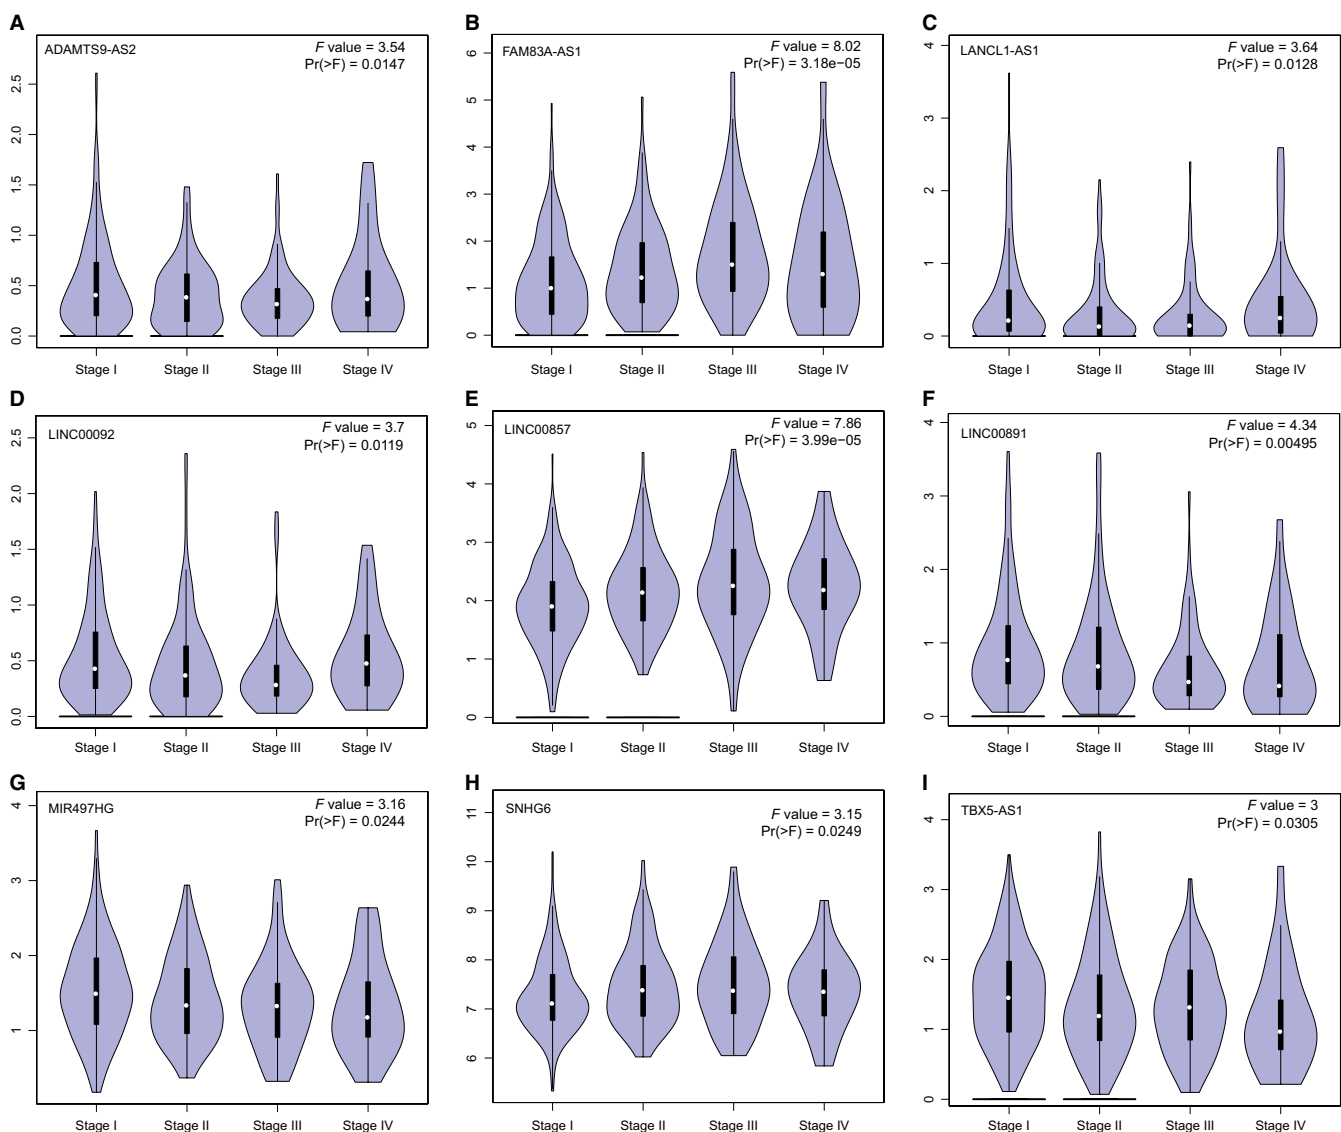 A
ADAMTS9-AS2
F value = 3.54
Pr(>F) = 0.0147
0.0 0.5 1.0 1.5 2.0 2.5
Stage I Stage II Stage III Stage IV
B
FAM83A-AS1
F value = 8.02
Pr(>F) = 3.18e−05
0 1 2 3 4 5 6
Stage I Stage II Stage III Stage IV
C
LANCL1-AS1
F value = 3.64
Pr(>F) = 0.0128
0 1 2 3 4
Stage I Stage II Stage III Stage IV
D
LINC00092
F value = 3.7
Pr(>F) = 0.0119
0.0 0.5 1.0 1.5 2.0 2.5
Stage I Stage II Stage III Stage IV
E
LINC00857
F value = 7.86
Pr(>F) = 3.99e−05
0 1 2 3 4 5
Stage I Stage II Stage III Stage IV
F
LINC00891
F value = 4.34
Pr(>F) = 0.00495
0 1 2 3 4
Stage I Stage II Stage III Stage IV
G
MIR497HG
F value = 3.16
Pr(>F) = 0.0244
1 2 3 4
Stage I Stage II Stage III Stage IV
H
SNHG6
F value = 3.15
Pr(>F) = 0.0249
6 7 8 9 10 11
Stage I Stage II Stage III Stage IV
I
TBX5-AS1
F value = 3
Pr(>F) = 0.0305
0 1 2 3 4
Stage I Stage II Stage III Stage IV